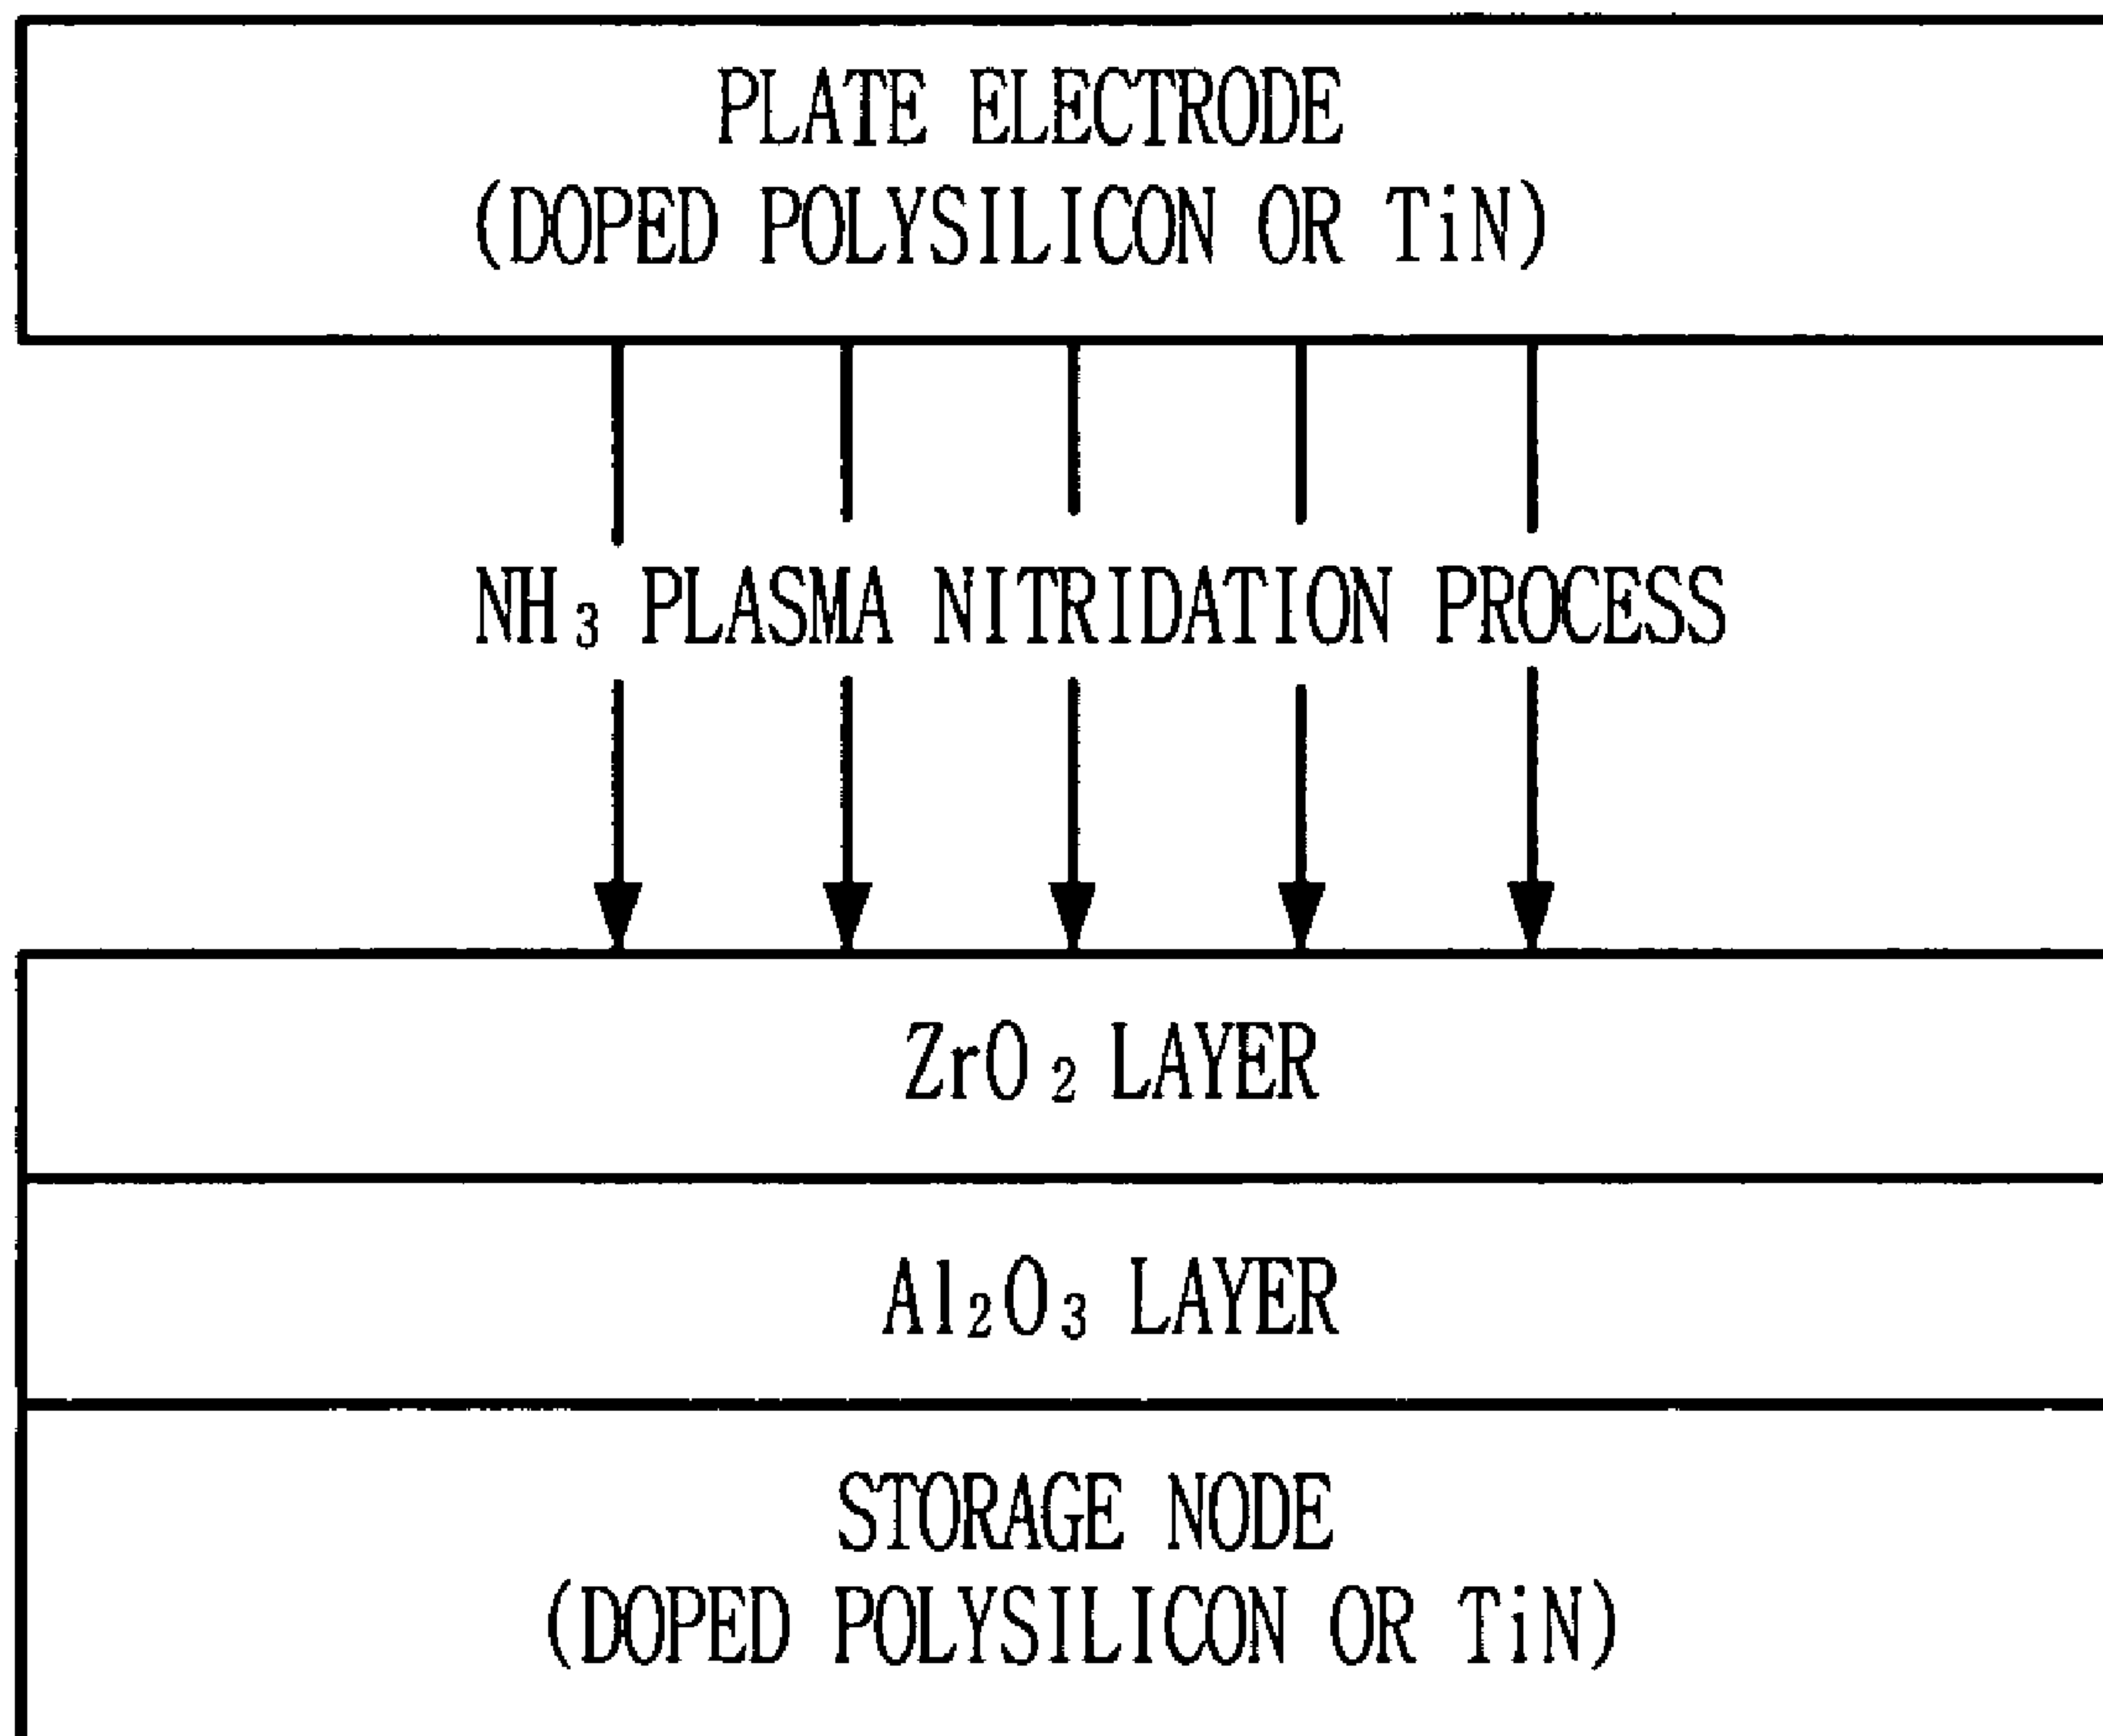 PLATE ELECTRODE
(DOPED POLYSILICON OR TiN)
NH₃ PLASMA NITRIDATION PROCESS
ZrO₂ LAYER
Al₂O₃ LAYER
STORAGE NODE
(DOPED POLYSILICON OR TiN)